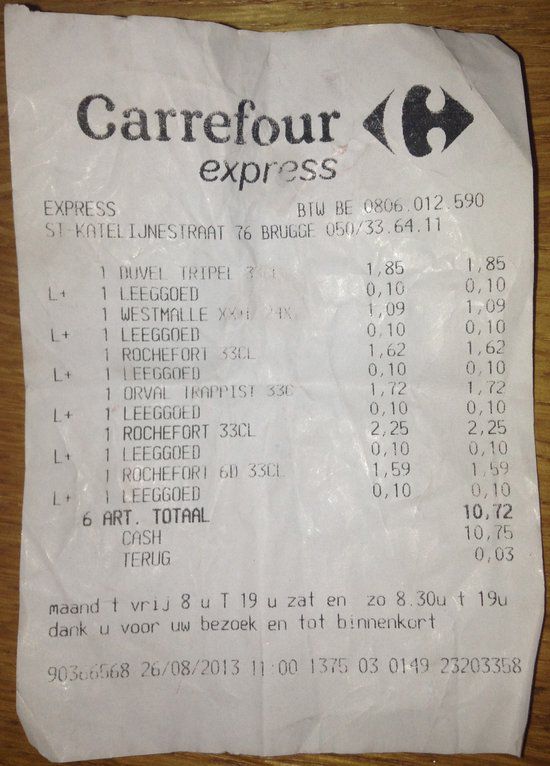 Carrefour
express
EXPRESS BTW BE 0806.012.590
ST-KATELIJNESTRAAT 76 BRUGGE 050/33.64.11
1 DUVEL TRIPEL 1,85 1,85
L+ 1 LEEGGOED 0,10 0,10
1 WESTMALLE 1,09 1,09
L+ 1 LEEGGOED 0,10 0,10
1 ROCHEFORT 33CL 1,62 1,62
L+ 1 LEEGGOED 0,10 0,10
1 ORVAL TRAPPIST 33C 1,72 1,72
L+ 1 LEEGGOED 0,10 0,10
1 ROCHEFORT 33CL 2,25 2,25
L+ 1 LEEGGOED 0,10 0,10
1 ROCHEFORT 6D 33CL 1,59 1,59
L+ 1 LEEGGOED 0,10 0,10
6 ART. TOTAAL 10,72
CASH 10,75
TERUG 0,03
maand t vrij 8 u T 19 u zat en zo 8.30u t 19u
dank u voor uw bezoek en tot binnenkort
26/08/2013 11:00 1375 03 0149 23203358